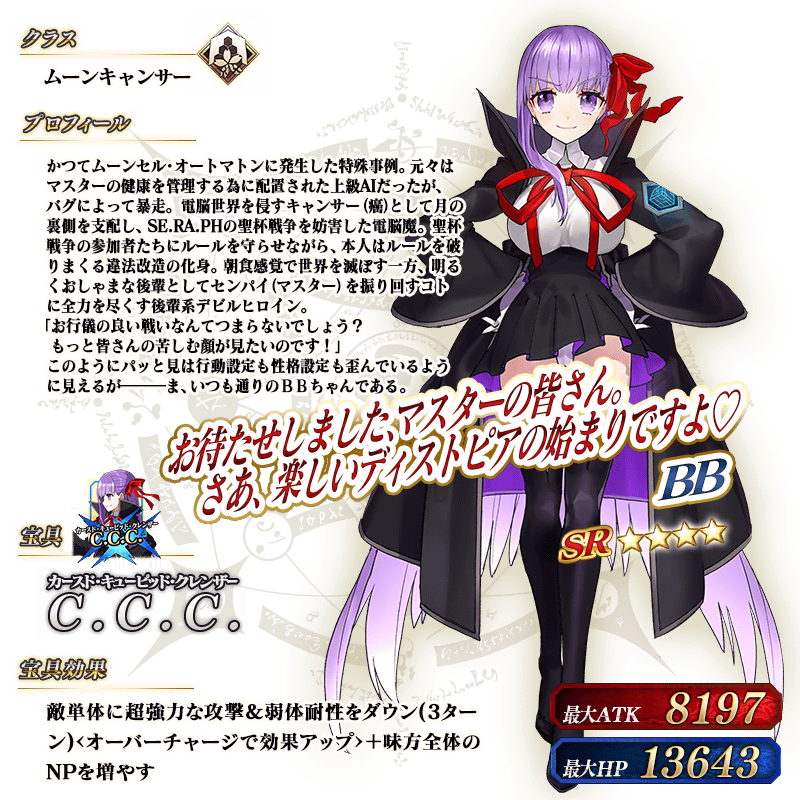 クラス
ムーンキャンサー
プロフィール
かつてムーンセル・オートマトンに発生した特殊事例。元々は
マスターの健康を管理する為に配置された上級AIだったが、
バグによって暴走。電脳世界を侵すキャンサー(癌)として月の
裏側を支配し、SE.RA.PHの聖杯戦争を妨害した電脳魔。聖杯
戦争の参加者たちにルールを守らせながら、本人はルールを破
りまくる違法改造の化身。朝食感覚で世界を滅ぼす一方、明る
くおしゃまな後輩としてセンパイ(マスター)を振り回すコト
に全力を尽くす後輩系デビルヒロイン。
「お行儀の良い戦いなんてつまらないでしょう?
もっと皆さんの苦しむ顔が見たいのです!」
このようにパッと見は行動設定も性格設定も歪んでいるよう
に見えるが―――ま、いつも通りのBBちゃんである。
お待たせしました、マスターの皆さん。
さあ、楽しいディストピアの始まりですよ♡
BB
SR ★★★★
宝具
カースド・キューピッド・クレンザー
C.C.C.
カースド・キューピッド・クレンザー
C.C.C.
宝具効果
敵単体に超強力な攻撃&弱体耐性をダウン(3ター
ン)<オーバーチャージで効果アップ>+味方全体の
NPを増やす
最大ATK 8197
最大HP 13643